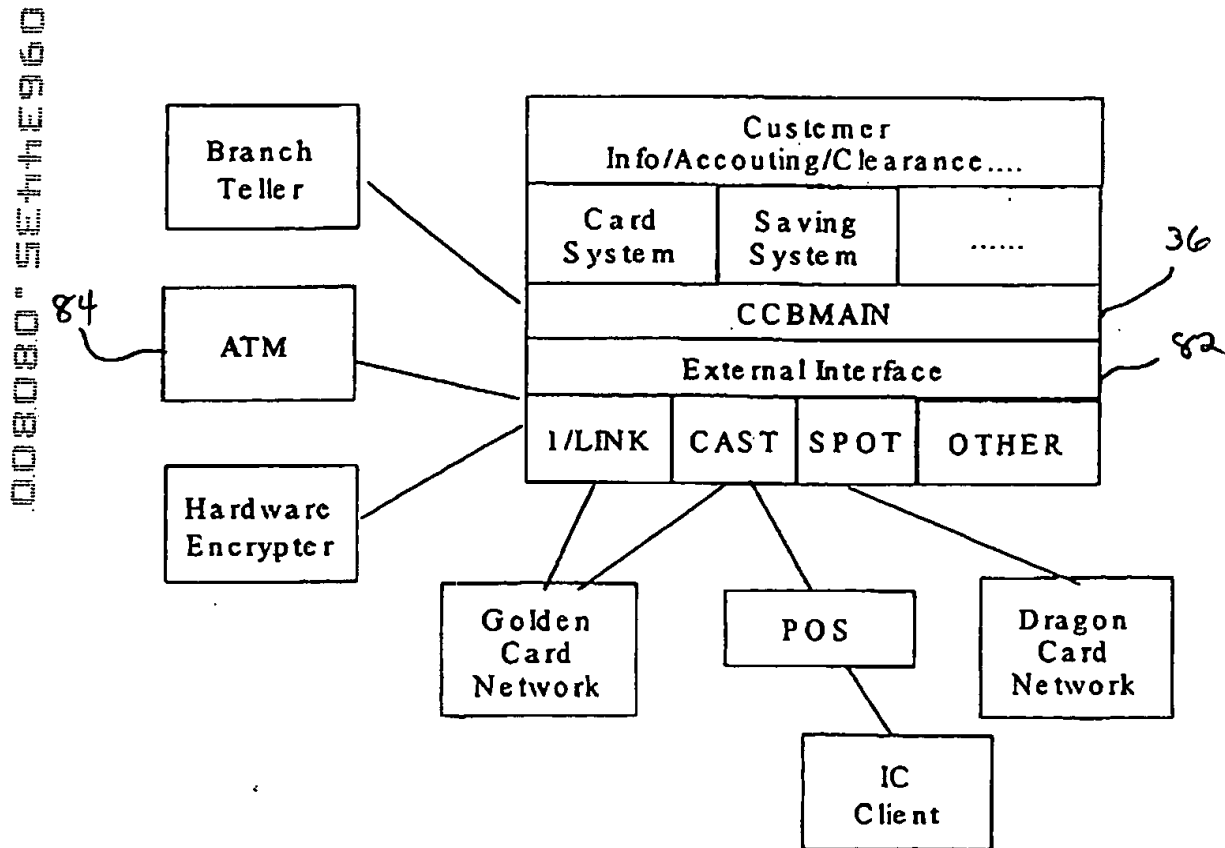 Branch
Teller
Custemer
Info/Accouting/Clearance....
Card
System
Saving
System
......
36
CCBMAIN
84
ATM
External Interface
82
1/LINK
CAST
SPOT
OTHER
Hardware
Encrypter
Golden
Card
Network
POS
Dragon
Card
Network
IC
Client